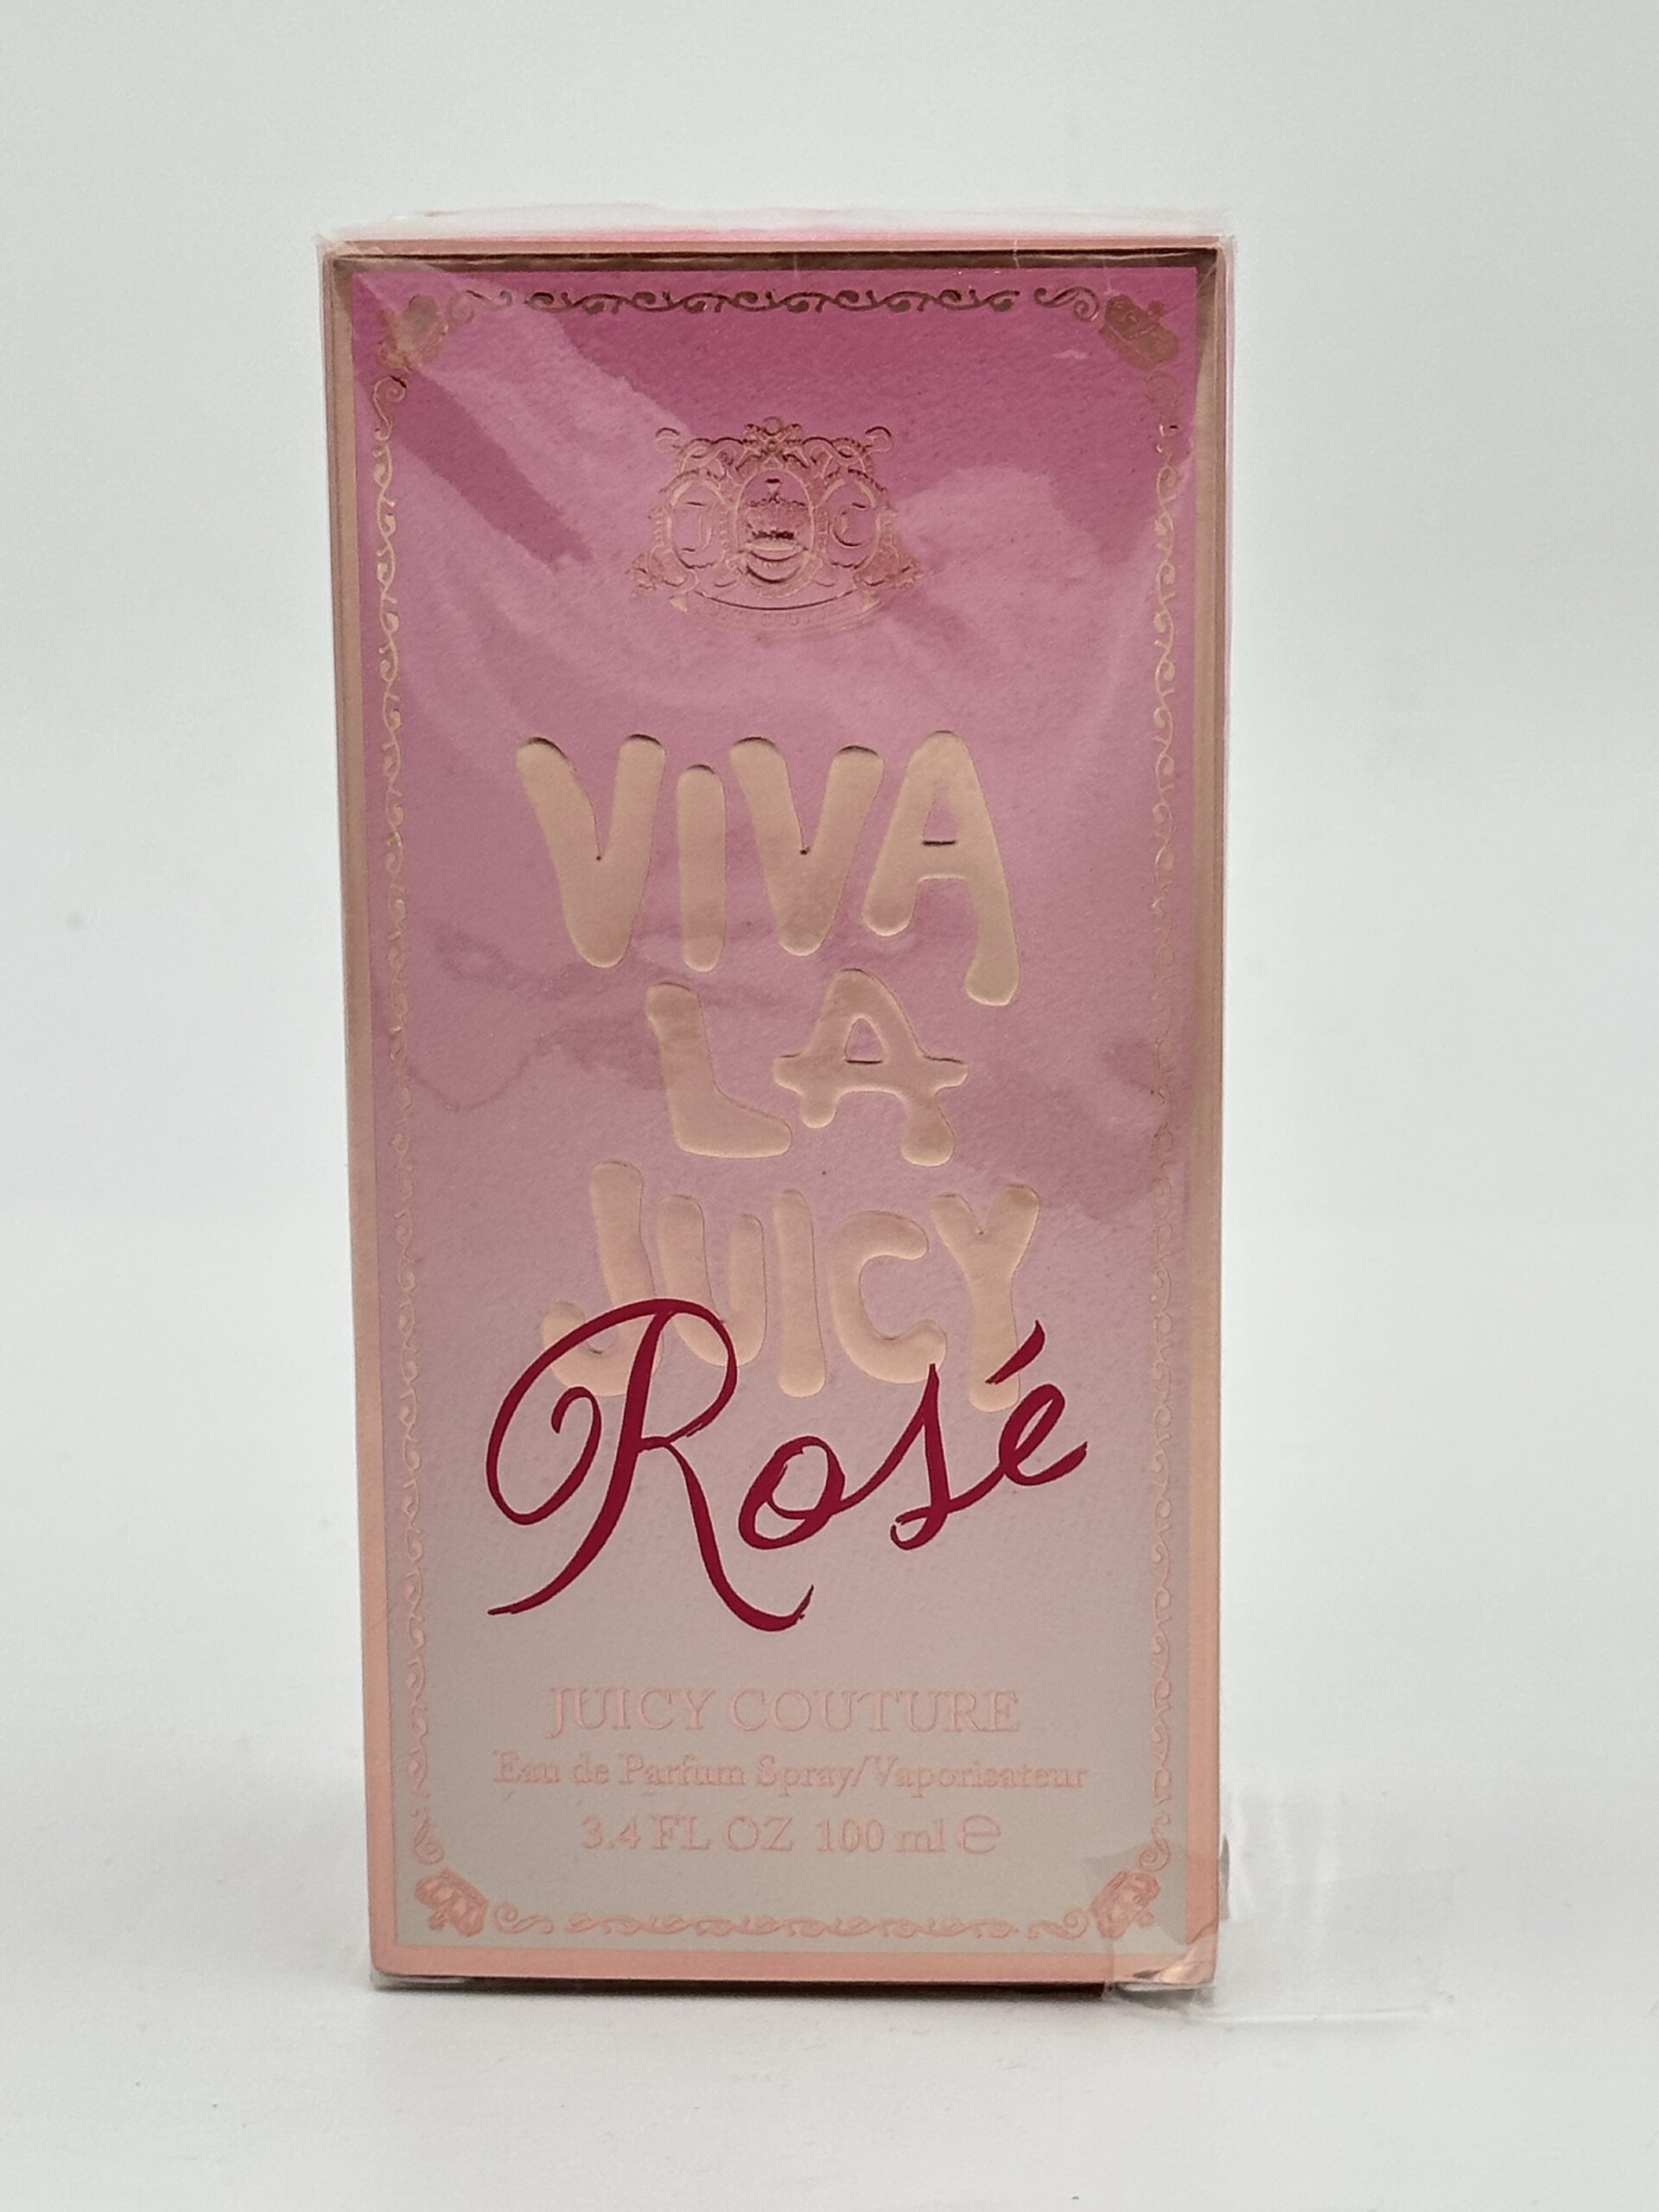 VIVA
LA
JUICY
Rosé
JUICY COUTURE
Eau de Parfum Spray/Vaporisateur
3.4 FL OZ 100 ml ℮